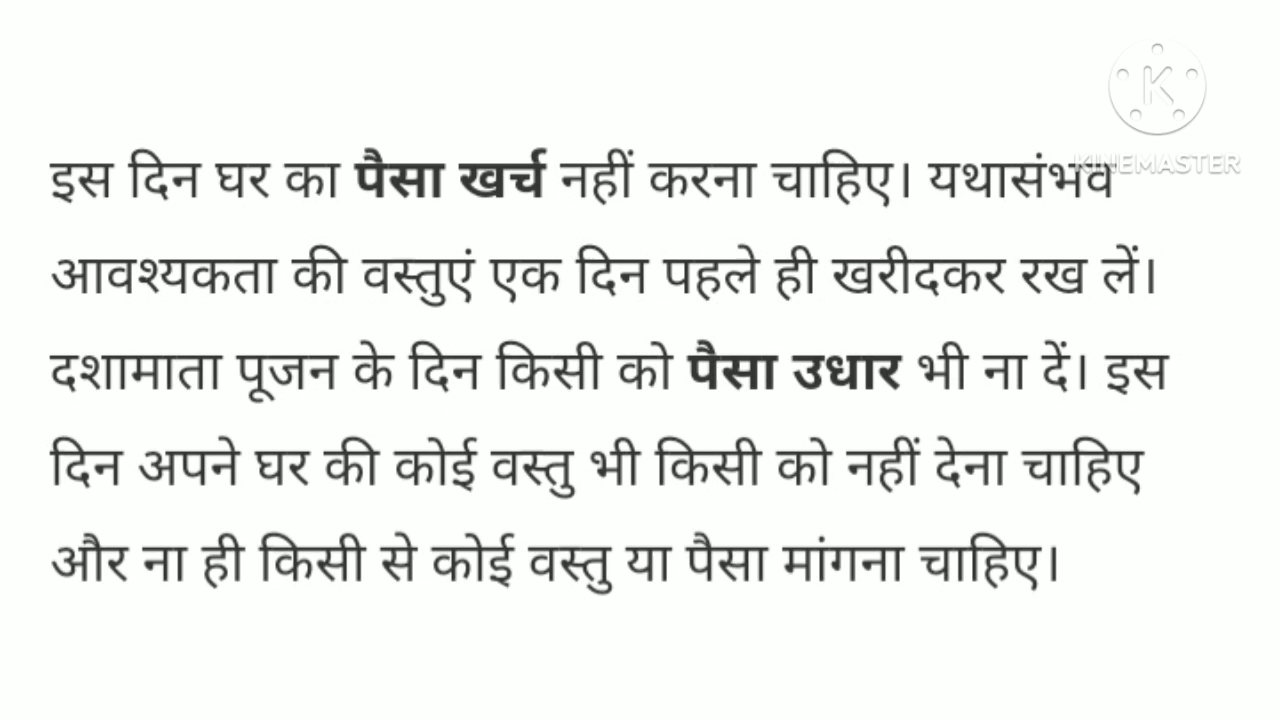 इस दिन घर का पैसा खर्च नहीं करना चाहिए। यथासंभव
आवश्यकता की वस्तुएं एक दिन पहले ही खरीदकर रख लें।
दशामाता पूजन के दिन किसी को पैसा उधार भी ना दें। इस
दिन अपने घर की कोई वस्तु भी किसी को नहीं देना चाहिए
और ना ही किसी से कोई वस्तु या पैसा मांगना चाहिए।
K
KINEMASTER